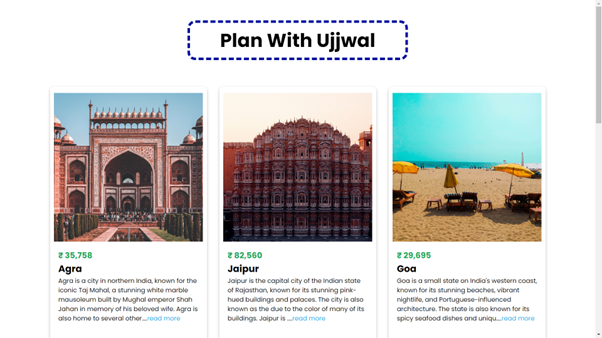 Plan With Ujjwal
₹ 35,758
Agra
Agra is a city in northern India, known for the
iconic Taj Mahal, a stunning white marble
mausoleum built by Mughal emperor Shah
Jahan in memory of his beloved wife. Agra is
also home to several other....read more
₹ 82,560
Jaipur
Jaipur is the capital city of the Indian state
of Rajasthan, known for its stunning pink-
hued buildings and palaces. The city is also
known as the due to the color of many of its
buildings. Jaipur is ....read more
₹ 29,695
Goa
Goa is a small state on India's western coast,
known for its stunning beaches, vibrant
nightlife, and Portuguese-influenced
architecture. The state is also known for its
spicy seafood dishes and uniqu....read more